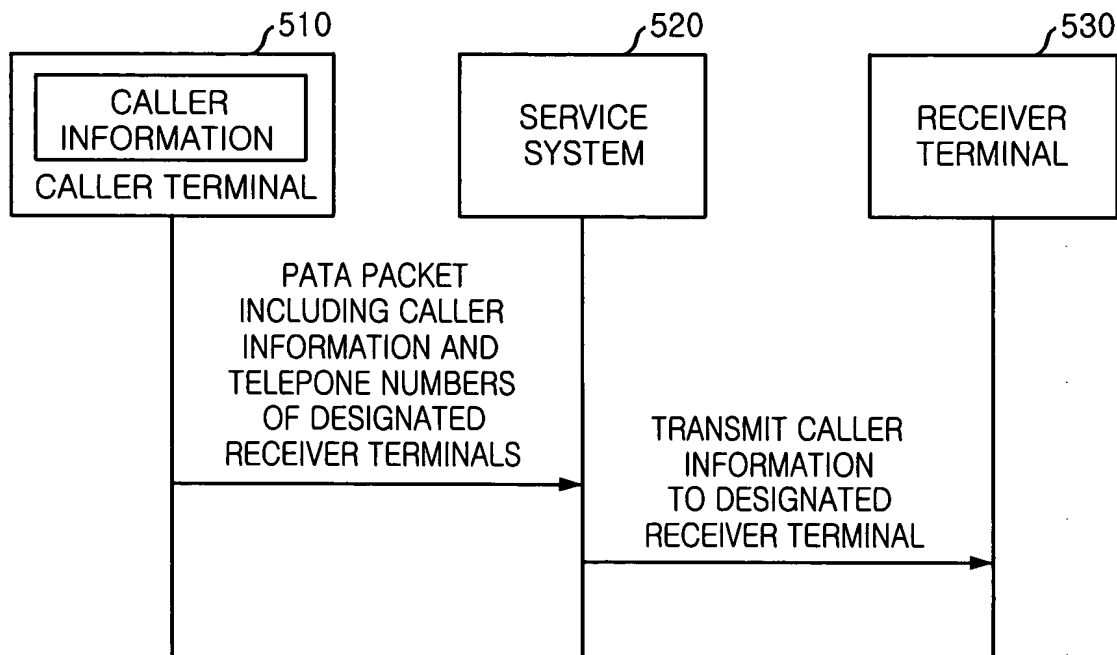 510
520
530
CALLER
INFORMATION
CALLER TERMINAL
SERVICE
SYSTEM
RECEIVER
TERMINAL
PATA PACKET
INCLUDING CALLER
INFORMATION AND
TELEPONE NUMBERS
OF DESIGNATED
RECEIVER TERMINALS
TRANSMIT CALLER
INFORMATION
TO DESIGNATED
RECEIVER TERMINAL